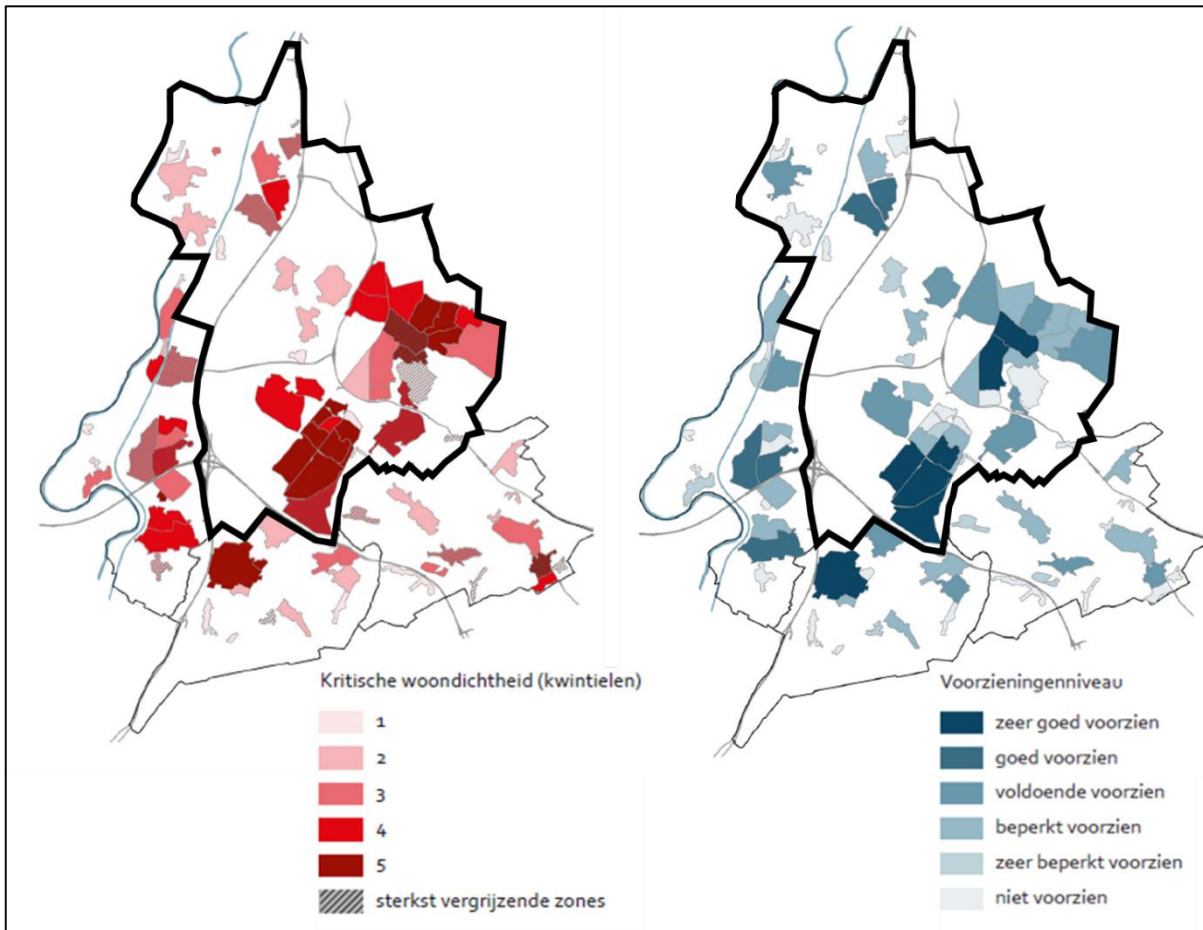 Kritische woondichtheid (kwintielen)
1
2
3
4
5
sterkst vergrijzende zones
Voorzieningenniveau
zeer goed voorzien
goed voorzien
voldoende voorzien
beperkt voorzien
zeer beperkt voorzien
niet voorzien